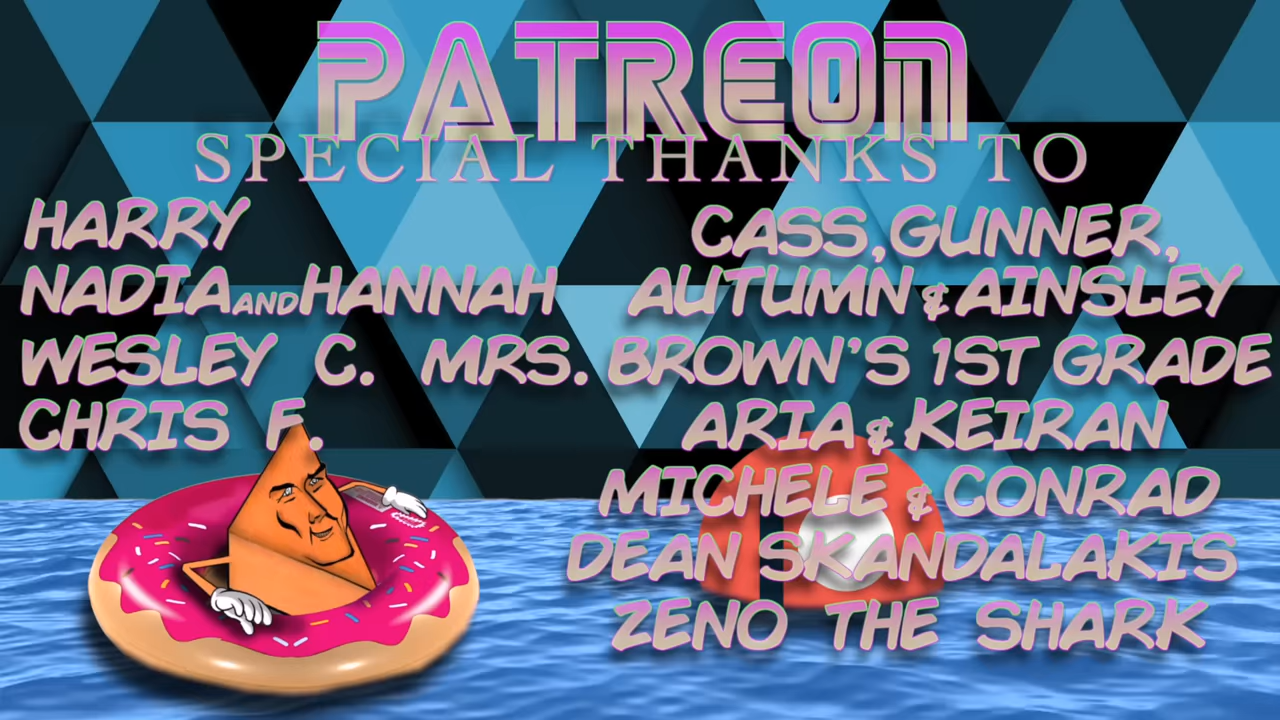 PATREON
SPECIAL THANKS TO
HARRY
NADIA AND HANNAH
WESLEY C.
CHRIS F.
CASS, GUNNER,
AUTUMN & AINSLEY
MRS. BROWN'S 1ST GRADE
ARIA & KEIRAN
MICHELE & CONRAD
DEAN SKANDALAKIS
ZENO THE SHARK